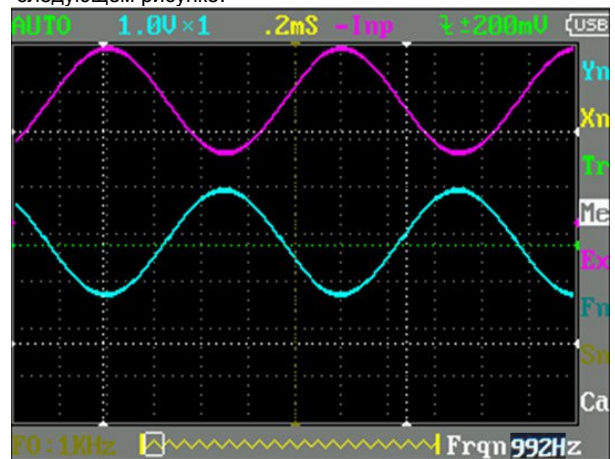 следующем рисунке:
AUTO 1.0V×1 .2mS -Inp ±200mV USB
Yn
Xn
Tr
Me
Ex
Fn
Sn
Ca
F0:1KHz Frqn 992Hz